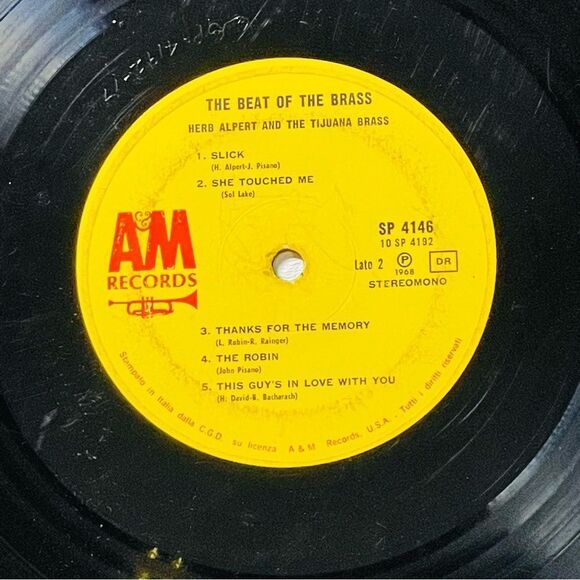 THE BEAT OF THE BRASS
HERB ALPERT AND THE TIJUANA BRASS
1. SLICK
(H. Alpert-J. Pisano)
2. SHE TOUCHED ME
(Sol Lake)
A&M
RECORDS
SP 4146
10 SP 4192
Lato 2 P 1968 DR
STEREOMONO
3. THANKS FOR THE MEMORY
(L. Robin-R. Rainger)
4. THE ROBIN
(John Pisano)
5. THIS GUY'S IN LOVE WITH YOU
(H. David-B. Bacharach)
Stampato in Italia dalla C.G.D. su licenza A & M Records, U.S.A. - Tutti i diritti riservati